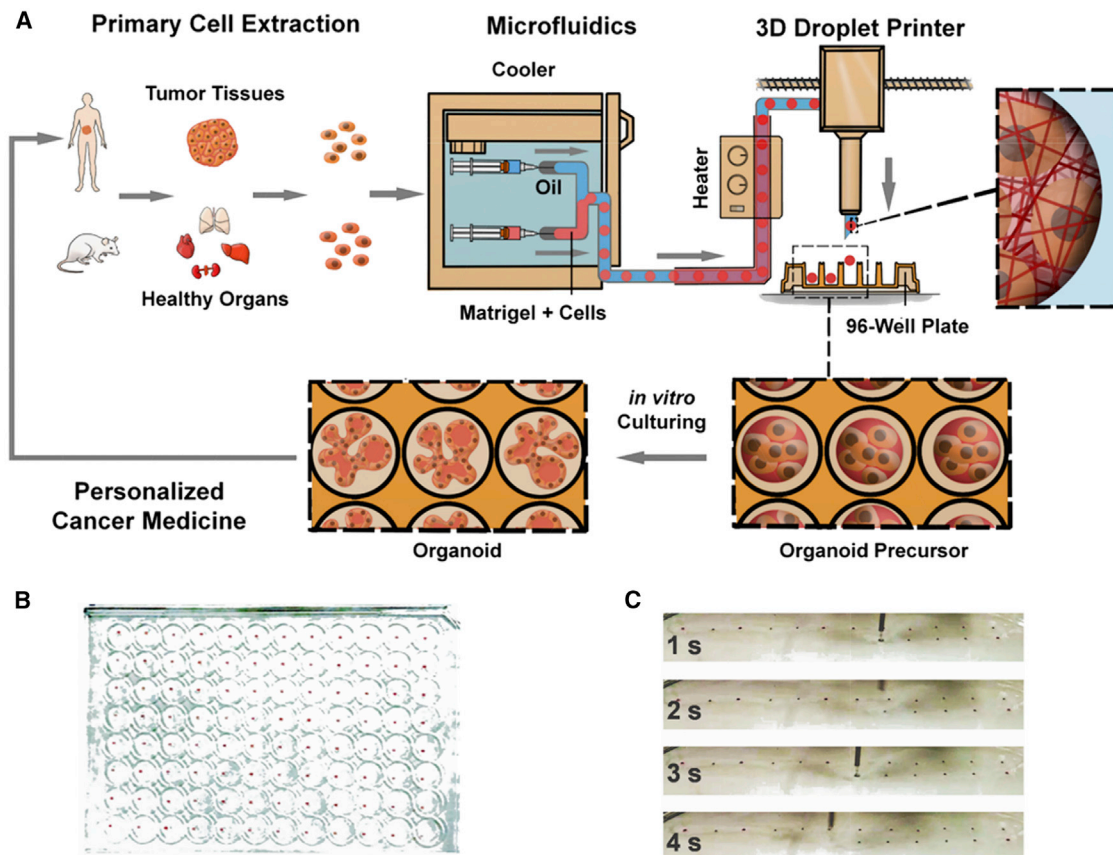 A
Primary Cell Extraction
Microfluidics
3D Droplet Printer
Cooler
Tumor Tissues
Oil
Heater
Healthy Organs
Matrigel + Cells
96-Well Plate
in vitro
Culturing
Personalized
Cancer Medicine
Organoid
Organoid Precursor
B
C
1 s
2 s
3 s
4 s